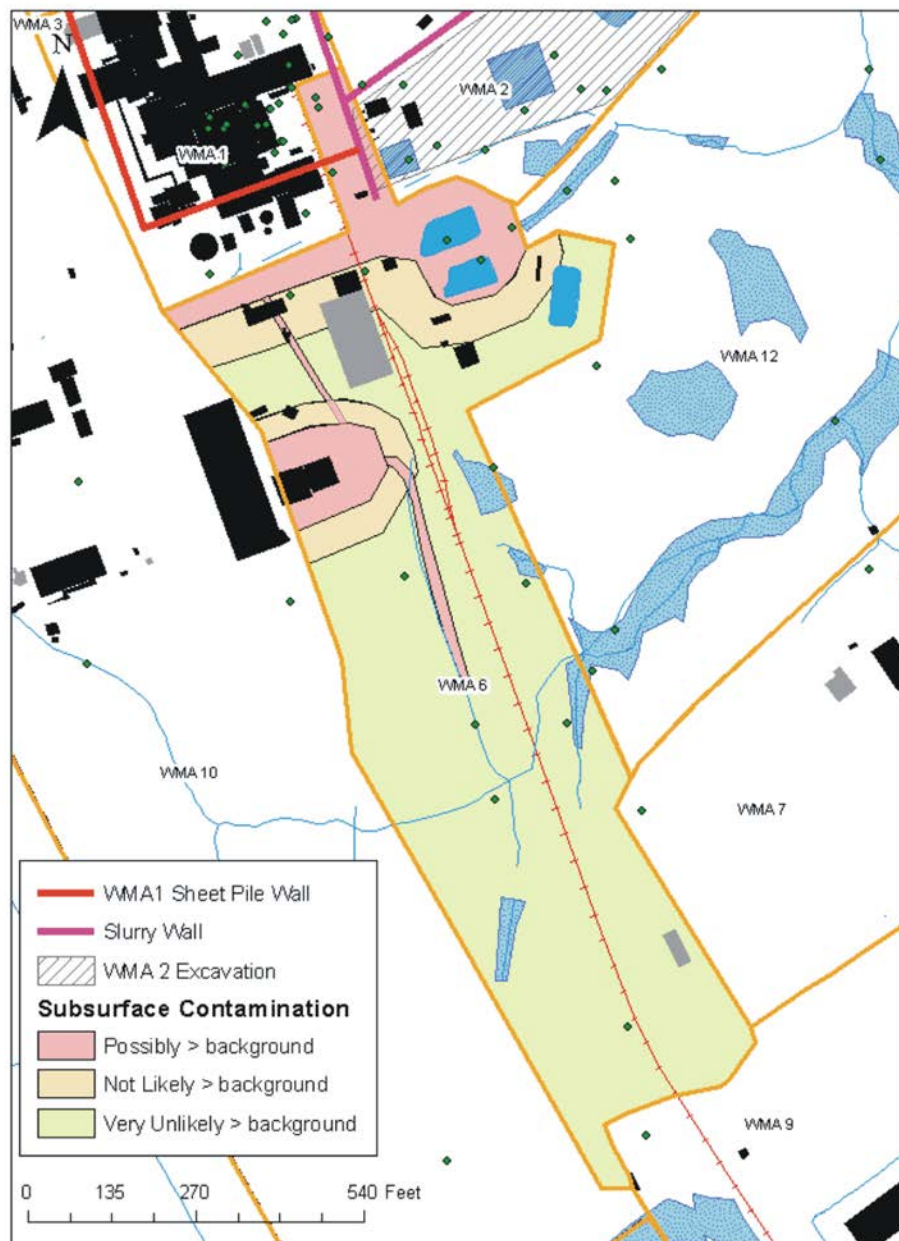 WMA 3
N
WMA 2
WMA 1
WMA 12
WMA 6
WMA 10
WMA 7
WMA1 Sheet Pile Wall
Slurry Wall
WMA 2 Excavation
Subsurface Contamination
Possibly > background
Not Likely > background
Very Unlikely > background
WMA 9
0 135 270 540 Feet